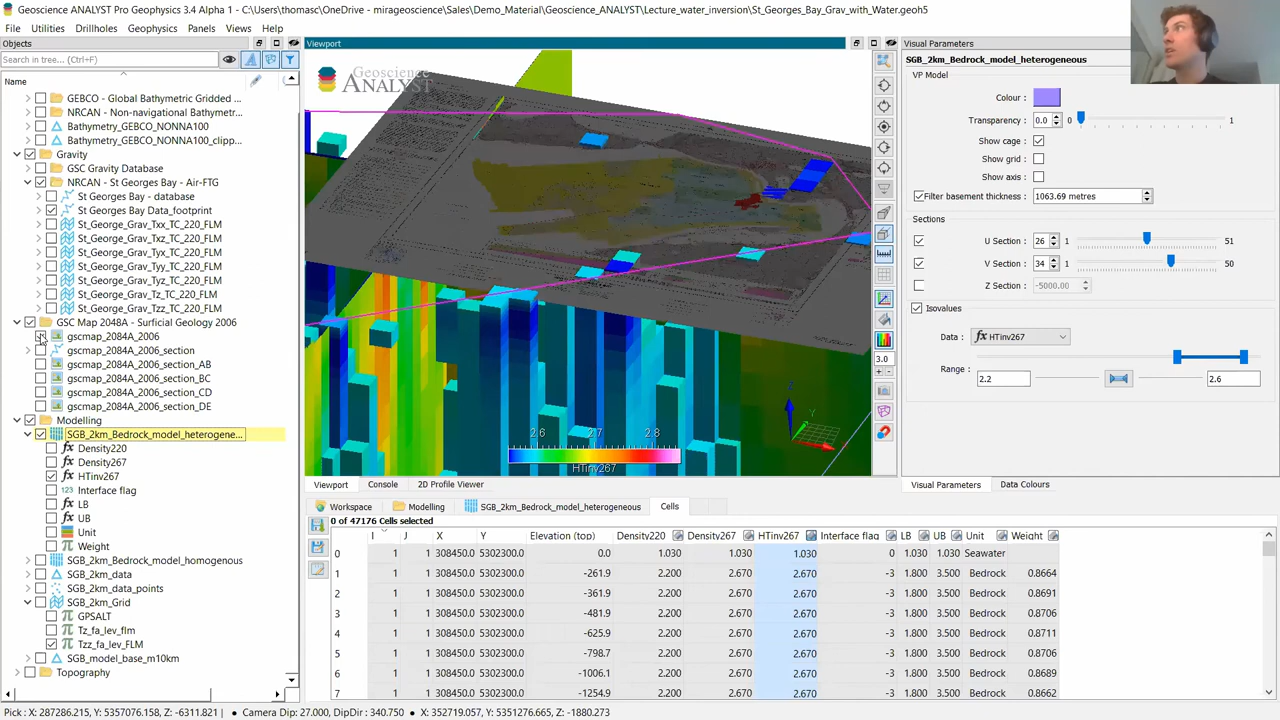 Geoscience ANALYST Pro Geophysics 3.4 Alpha 1 - C:\Users\thomasc\OneDrive - mirageoscience\Sales\Demo_Material\Geoscience_ANALYST\Lecture_water_inversion\St_Georges_Bay_Grav_with_Water.geoh5
File Utilities Drillholes Geophysics Panels Views Help
Objects
Search in tree... (Ctrl+F)
Name
GEBCO - Global Bathymetric Gridded ...
NRCAN - Non-navigational Bathymetr...
Bathymetry_GEBCO_NONNA100
Bathymetry_GEBCO_NONNA100_clipp...
Gravity
GSC Gravity Database
NRCAN - St Georges Bay - Air-FTG
St Georges Bay - database
St Georges Bay Data_footprint
St_George_Grav_Txx_TC_220_FLM
St_George_Grav_Txz_TC_220_FLM
St_George_Grav_Tyy_TC_220_FLM
St_George_Grav_Tyz_TC_220_FLM
St_George_Grav_Tzz_TC_220_FLM
GSC Map 2048A - Surficial Geology 2006
gscmap_2084A_2006
gscmap_2084A_2006_section
gscmap_2084A_2006_section_AB
gscmap_2084A_2006_section_BC
gscmap_2084A_2006_section_CD
gscmap_2084A_2006_section_DE
Modelling
SGB_2km_Bedrock_model_heterogene...
Density220
Density267
HTinv267
Interface flag
LB
UB
Unit
Weight
SGB_2km_Bedrock_model_homogenous
SGB_2km_data
SGB_2km_data_points
SGB_2km_Grid
GPSALT
Tz_fa_lev_flm
Tzz_fa_lev_FLM
SGB_model_base_m10km
Topography
Viewport
Geoscience
ANALYST
2.6 2.7 2.8
HTinv267
Z
Y
3.0
Viewport Console 2D Profile Viewer
Visual Parameters
SGB_2km_Bedrock_model_heterogeneous
VP Model
Colour:
Transparency: 0.0 0 1
Show cage:
Show grid:
Show axis:
Filter basement thickness: 1063.69 metres
Sections
U Section: 26 1 51
V Section: 34 1 50
Z Section: -5000.00
Isovalues
Data: fx HTinv267
Range: 2.2 2.6
Visual Parameters Data Colours
Workspace Modelling SGB_2km_Bedrock_model_heterogeneous Cells
0 of 47176 Cells selected
I J X Y Elevation (top) Density220 Density267 HTinv267 Interface flag LB UB Unit Weight
0 1 1 308450.0 5302300.0 0.0 1.030 1.030 1.030 0 1.030 1.030 Seawater
1 1 1 308450.0 5302300.0 -261.9 2.200 2.670 2.670 -3 1.800 3.500 Bedrock 0.8664
2 1 1 308450.0 5302300.0 -361.9 2.200 2.670 2.670 -3 1.800 3.500 Bedrock 0.8691
3 1 1 308450.0 5302300.0 -481.9 2.200 2.670 2.670 -3 1.800 3.500 Bedrock 0.8706
4 1 1 308450.0 5302300.0 -625.9 2.200 2.670 2.670 -3 1.800 3.500 Bedrock 0.8711
5 1 1 308450.0 5302300.0 -798.7 2.200 2.670 2.670 -3 1.800 3.500 Bedrock 0.8706
6 1 1 308450.0 5302300.0 -1006.1 2.200 2.670 2.670 -3 1.800 3.500 Bedrock 0.8689
7 1 1 308450.0 5302300.0 -1254.9 2.200 2.670 2.670 -3 1.800 3.500 Bedrock 0.8662
Pick : X: 287286.215 Y: 5357076.158 Z: -6311.821 | Camera Dip: 27.000, DipDir : 340.750 | X: 352719.057 Y: 5351276.665 Z: -1880.273